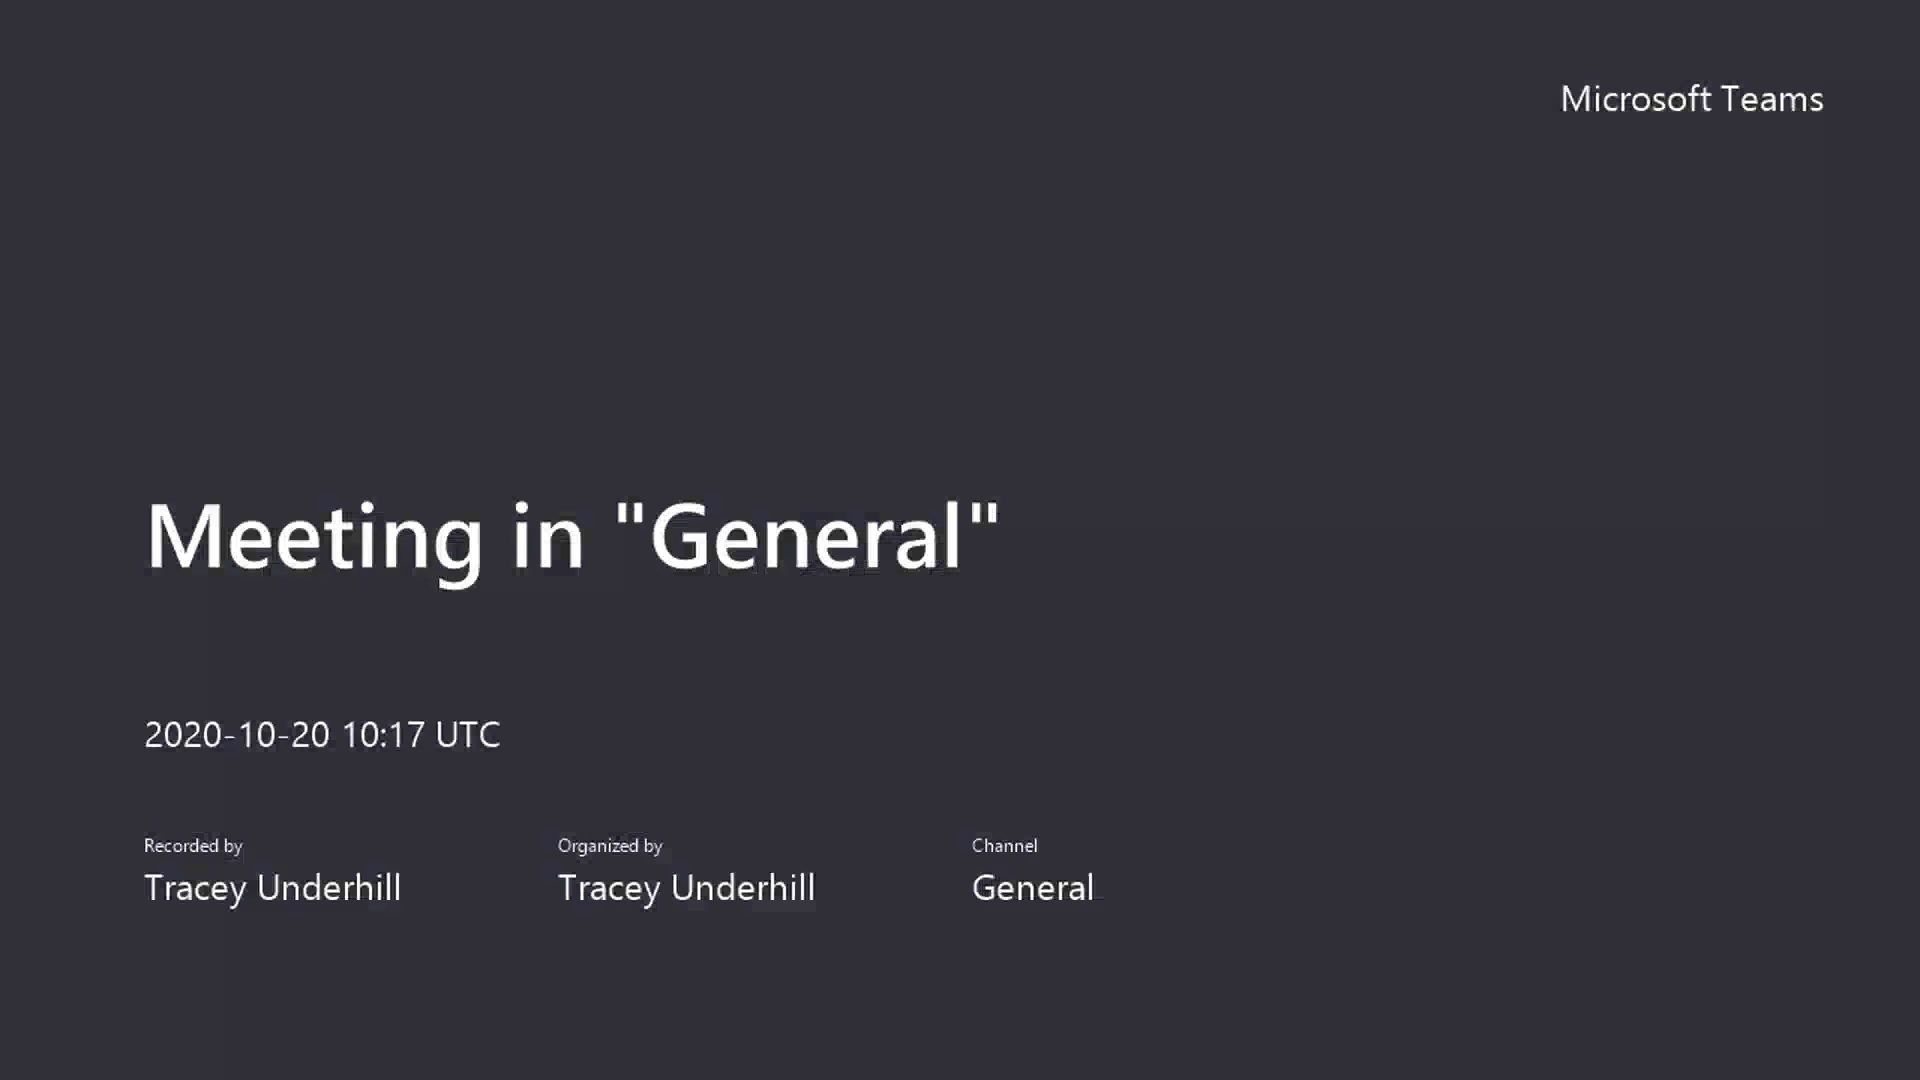 Microsoft Teams
Meeting in "General"
2020-10-20 10:17 UTC
Recorded by
Tracey Underhill
Organized by
Tracey Underhill
Channel
General